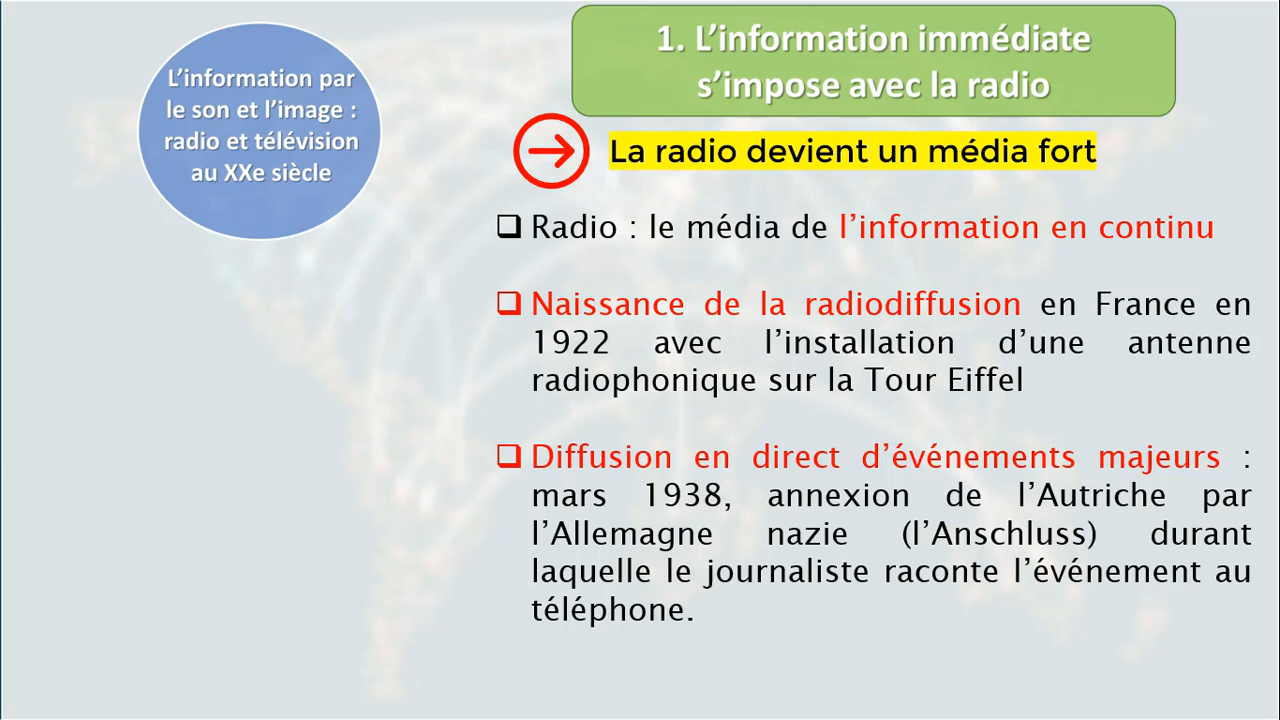 L’information par
le son et l’image :
radio et télévision
au XXe siècle
1. L’information immédiate
s’impose avec la radio
La radio devient un média fort
Radio : le média de l’information en continu
Naissance de la radiodiffusion en France en
1922 avec l’installation d’une antenne
radiophonique sur la Tour Eiffel
Diffusion en direct d’événements majeurs :
mars 1938, annexion de l’Autriche par
l’Allemagne nazie (l’Anschluss) durant
laquelle le journaliste raconte l’événement au
téléphone.